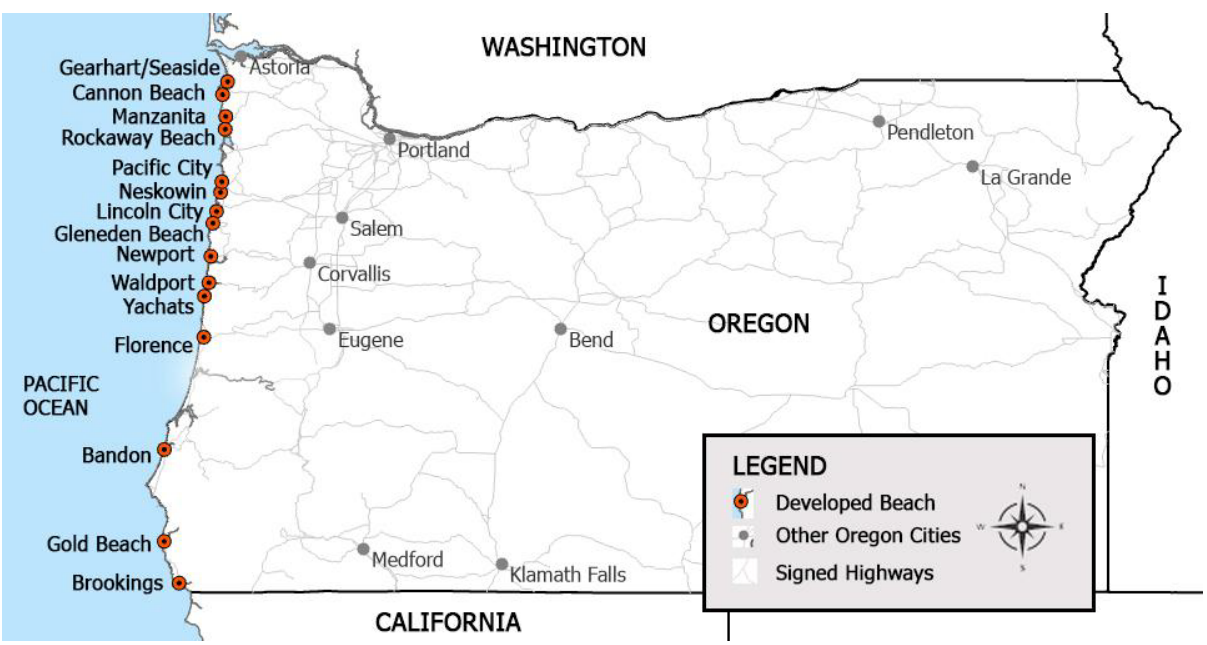 WASHINGTON
Gearhart/Seaside
Astoria
Cannon Beach
Manzanita
Rockaway Beach
Portland
Pendleton
Pacific City
La Grande
Neskowin
Lincoln City
Salem
Gleneden Beach
Newport
Corvallis
Waldport
Yachats
IDAHO
OREGON
Florence
Eugene
Bend
PACIFIC
OCEAN
Bandon
LEGEND
Developed Beach
Other Oregon Cities
Signed Highways
N
W
E
S
Gold Beach
Medford
Klamath Falls
Brookings
CALIFORNIA